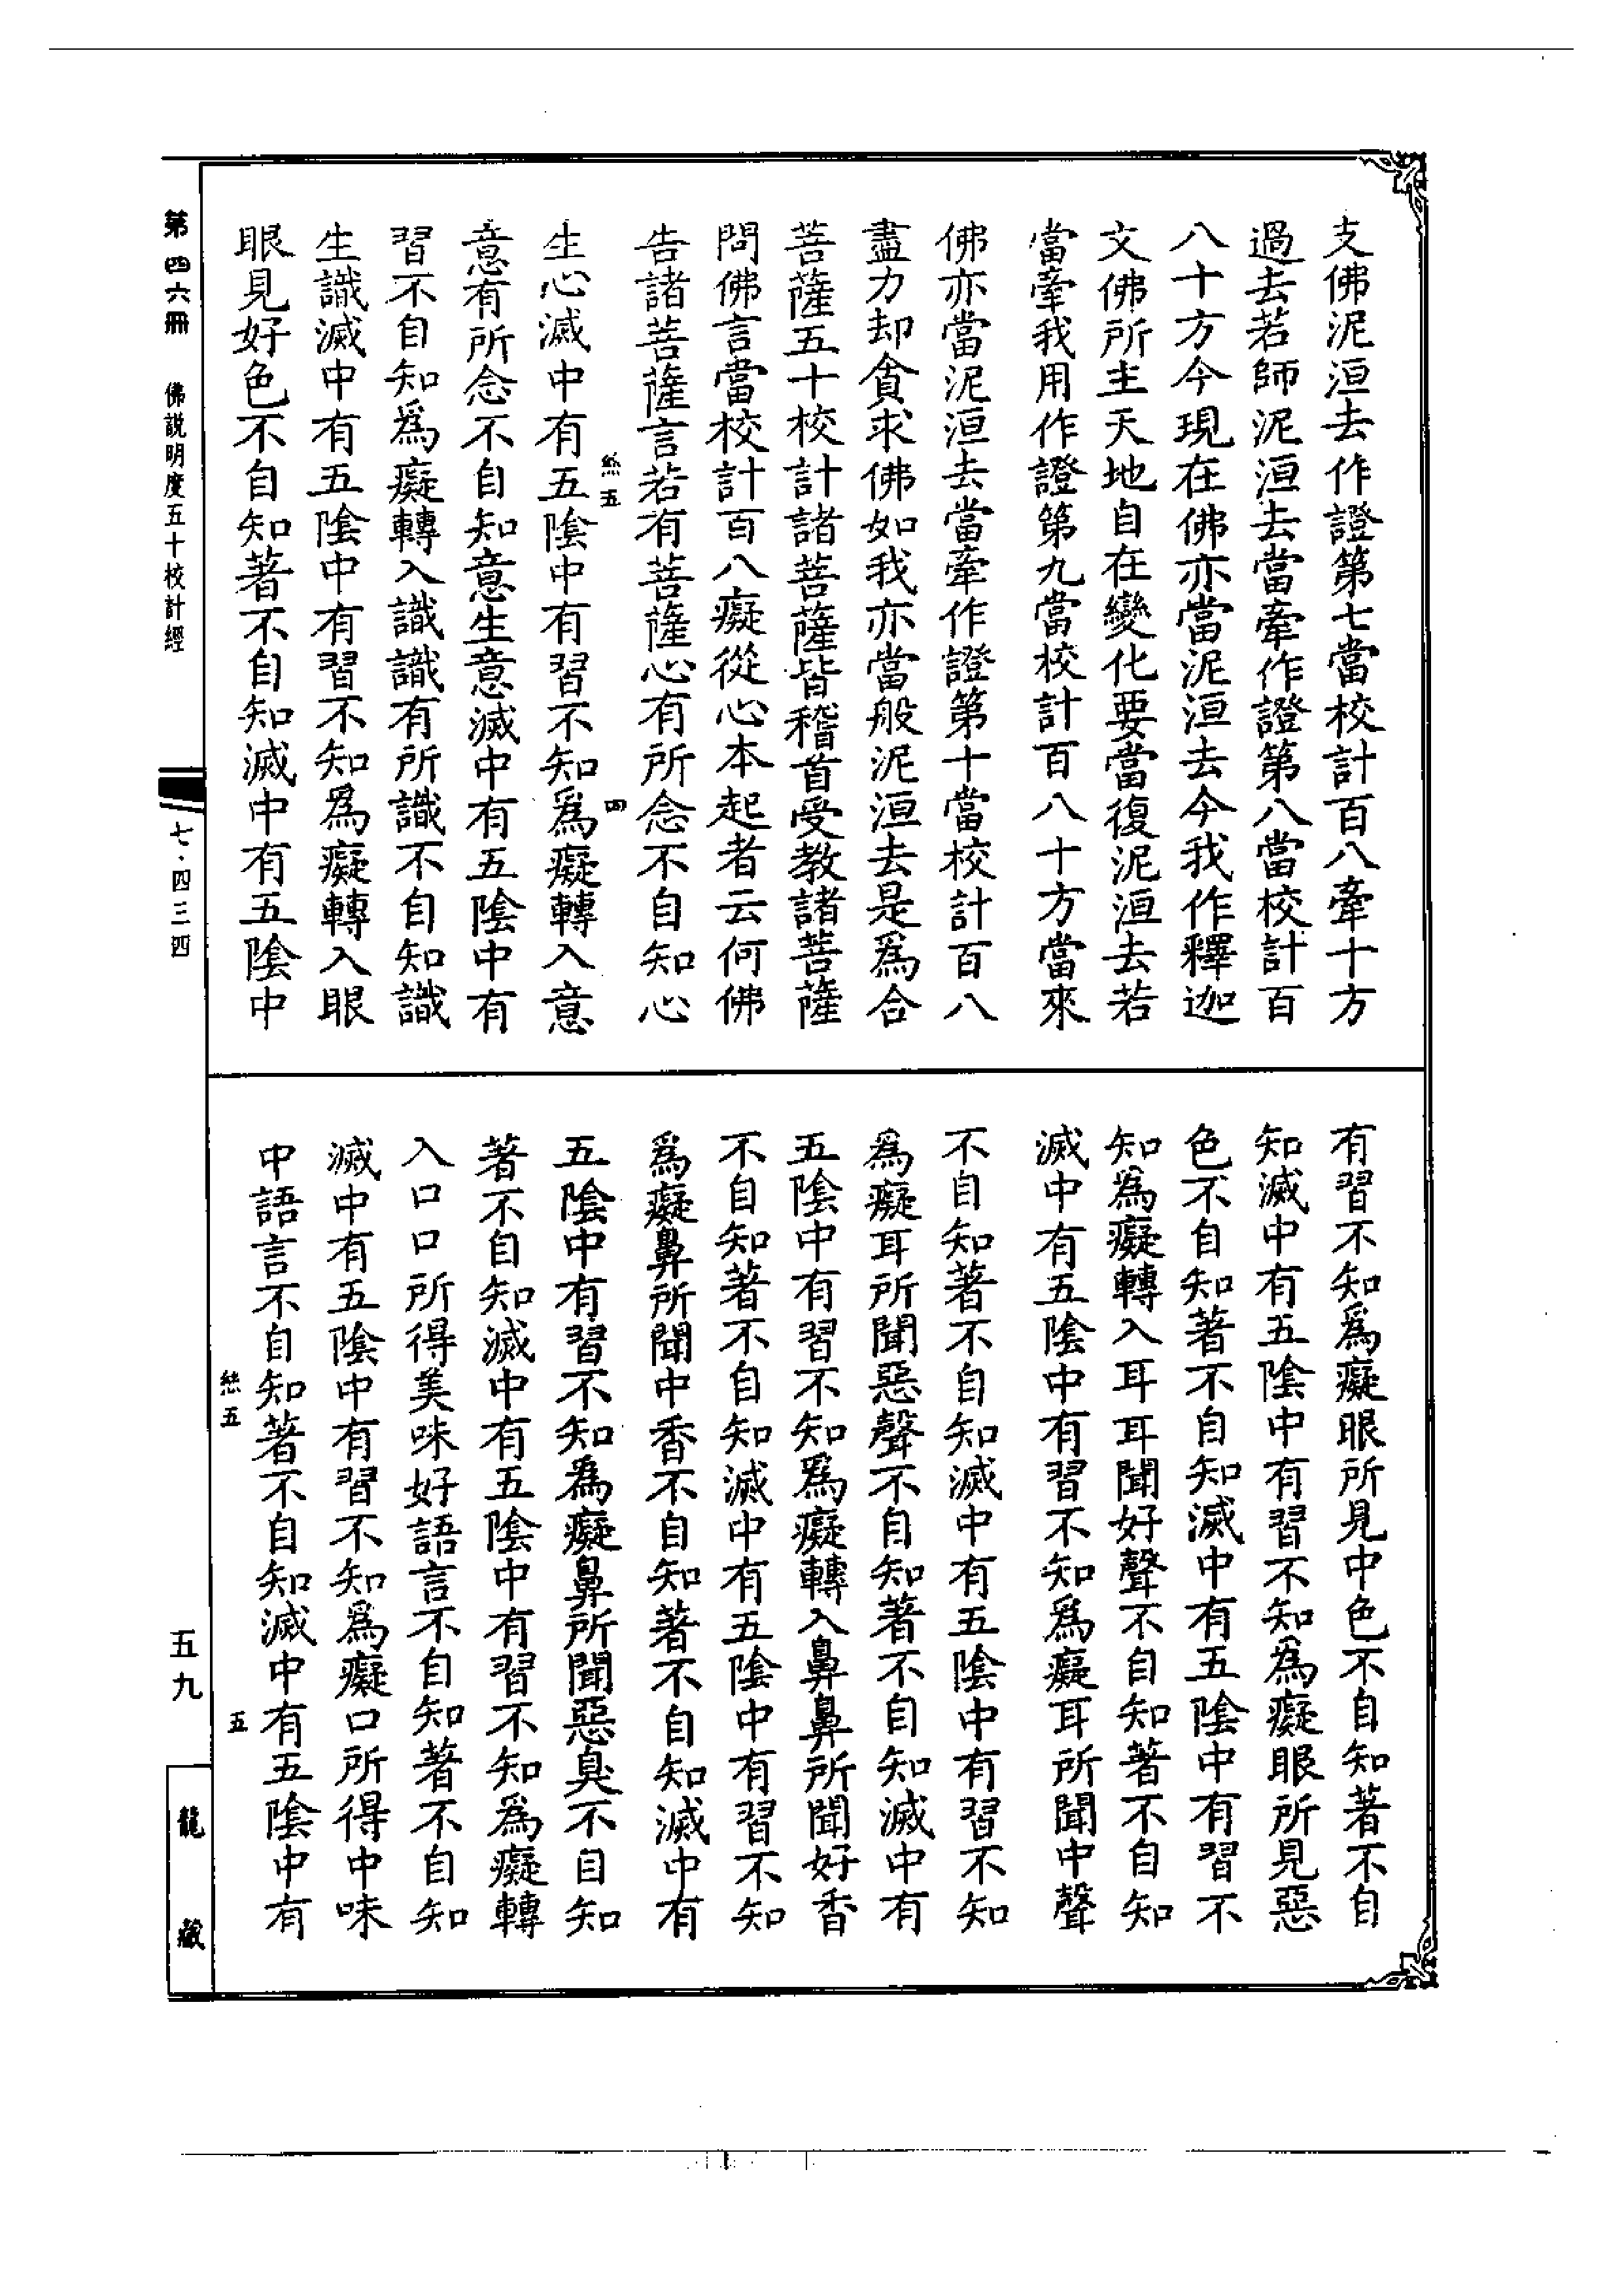 支佛泥洹去作證第七當校計百八牽十方
過去若師泥洹去當牽作證第八當校計百
八十方今現在佛亦當泥洹去今我作釋迦
文佛所主天地自在變化要當復泥洹去若
當牽我用作證第九當校計百八十方當來
佛亦當泥洹去當牽作證第十當校計百八
盡力却貪求佛如我亦當般泥洹去是爲合
菩薩五十校計諸菩薩皆稽首受教諸菩薩
問佛言當校計百八癡從心本起者云何佛
告諸菩薩言若有菩薩心有所念不自知心
絲五 四
生心滅中有五陰中有習不知爲癡轉入意
意有所念不自知意生意滅中有五陰中有
習不自知爲癡轉入識識有所識不自知識
生識滅中有五陰中有習不知爲癡轉入眼
眼見好色不自知著不自知滅中有五陰中
有習不知爲癡眼所見中色不自知著不自
知滅中有五陰中有習不知為癡眼所見惡
色不自知著不自知滅中有五陰中有習不
知為癡轉入耳耳聞好聲不自知著不自知
滅中有五陰中有習不知爲癡耳所聞中聲
不自知著不自知滅中有五陰中有習不知
為癡耳所聞惡聲不自知著不自知滅中有
五陰中有習不知爲癡轉入鼻鼻所聞好香
不自知著不自知滅中有五陰中有習不知
爲癡鼻所聞中香不自知著不自知滅中有
五陰中有習不知為癡鼻所聞惡臭不自知
著不自知滅中有五陰中有習不知為癡轉
入口口所得美味好語言不自知著不自知
滅中有五陰中有習不知為癡口所得中味
中語言不自知著不自知滅中有五陰中有
絲五 五
第四六冊 佛説明度五十校計經
七·四三四
五九
龍藏